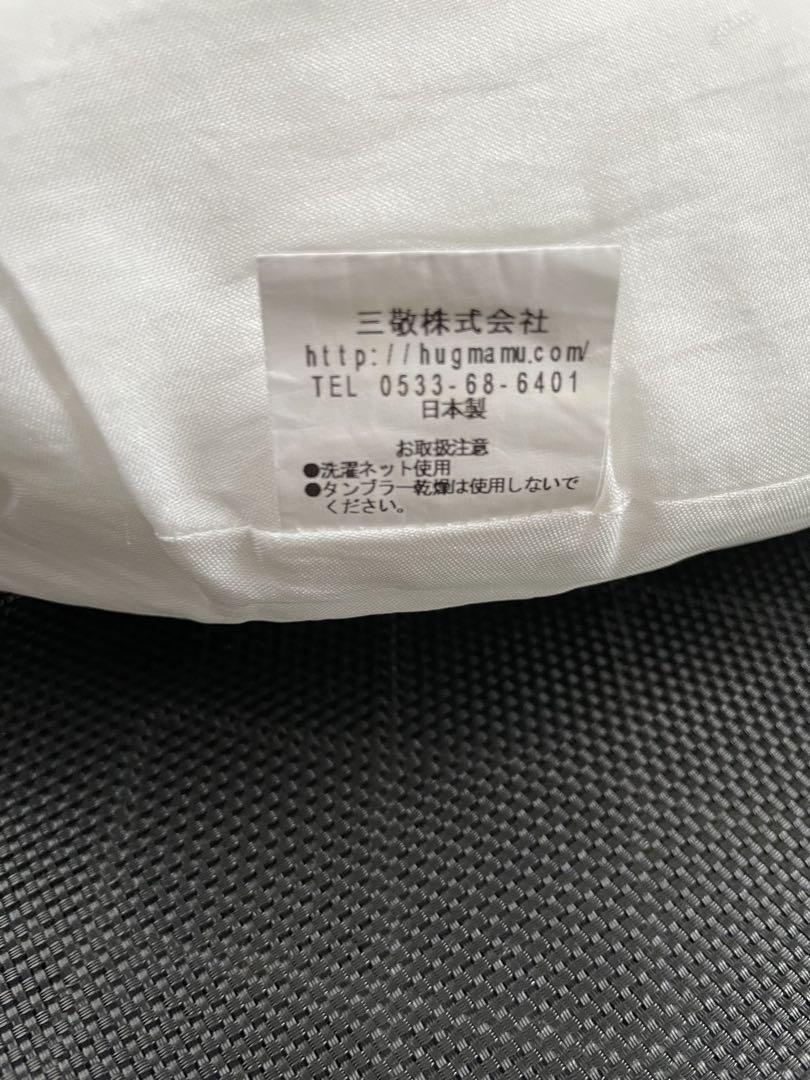 三敬株式会社
http://hugmamu.com/
TEL 0533-68-6401
日本製
お取扱注意
●洗濯ネット使用
●タンブラー乾燥は使用しないで
ください。